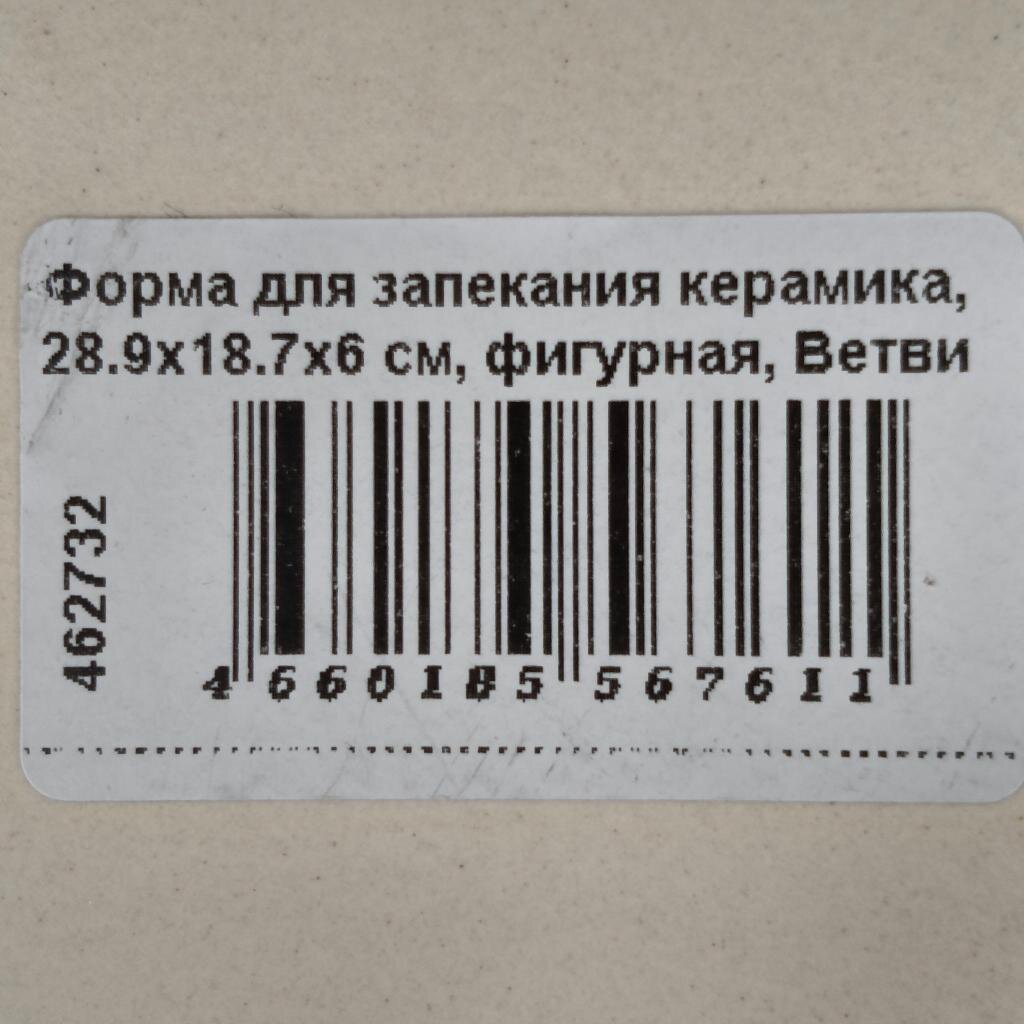 Форма для запекания керамика,
28.9x18.7x6 см, фигурная, Ветви
462732
4 660185 567611